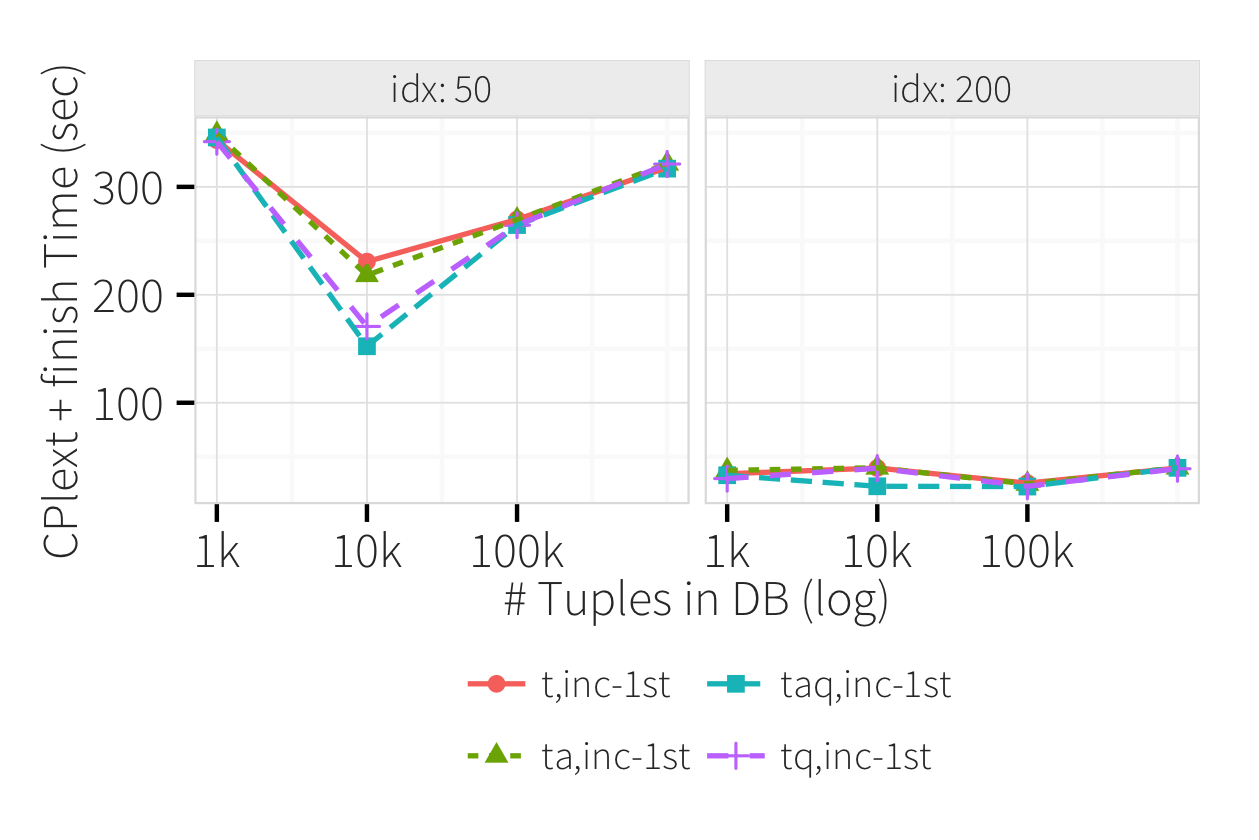 idx: 50
idx: 200
CPlext + finish Time (sec)
300
200
100
1k 10k 100k
1k 10k 100k
# Tuples in DB (log)
t,inc-1st taq,inc-1st
ta,inc-1st tq,inc-1st